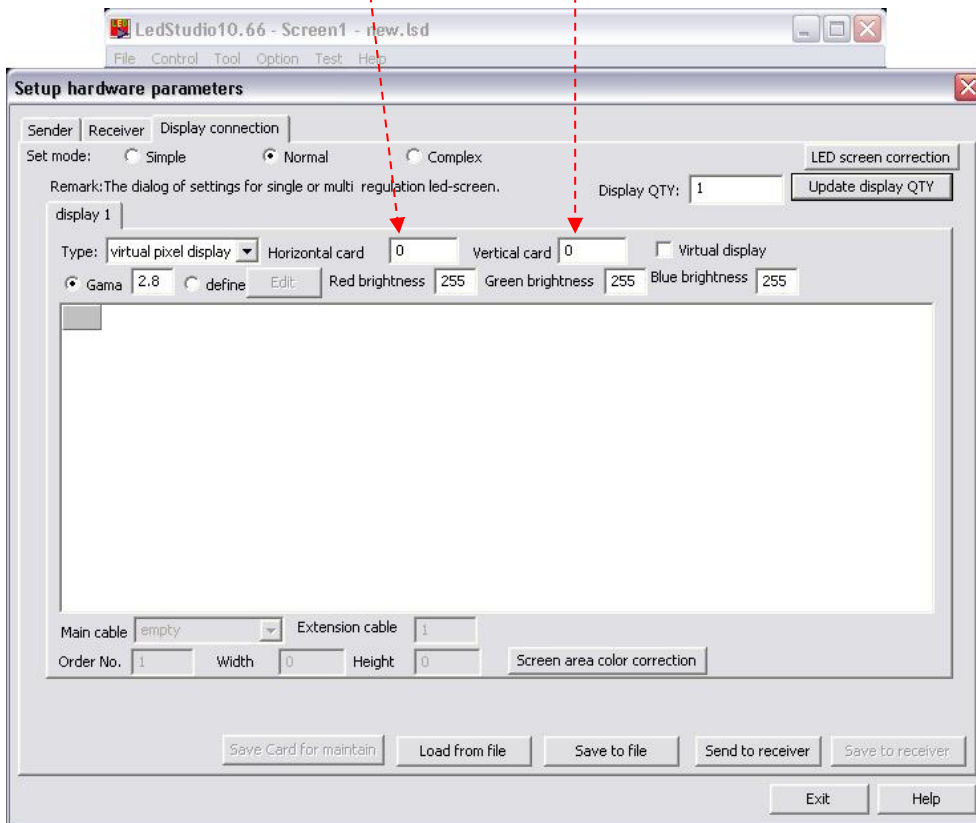 LedStudio10.66 - Screen1 - new.lsd
File Control Tool Option Test Help
Setup hardware parameters
Sender Receiver Display connection
Set mode: Simple Normal Complex LED screen correction
Remark:The dialog of settings for single or multi regulation led-screen. Display QTY: 1 Update display QTY
display 1
Type: virtual pixel display Horizontal card 0 Vertical card 0 Virtual display
Gama 2.8 define Edit Red brightness 255 Green brightness 255 Blue brightness 255
Main cable empty Extension cable 1
Order No. 1 Width 0 Height 0 Screen area color correction
Save Card for maintain Load from file Save to file Send to receiver Save to receiver
Exit Help